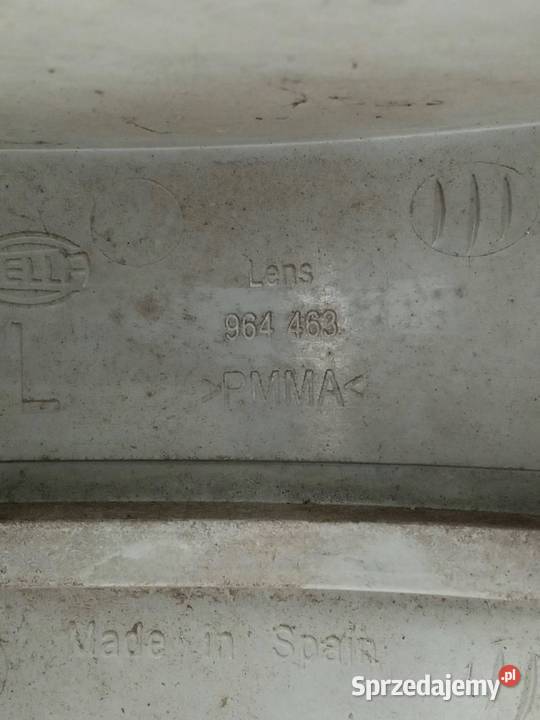 HELLA
Lens
964 463
L
>PMMA<
Made in Spain
Sprzedajemy.pl